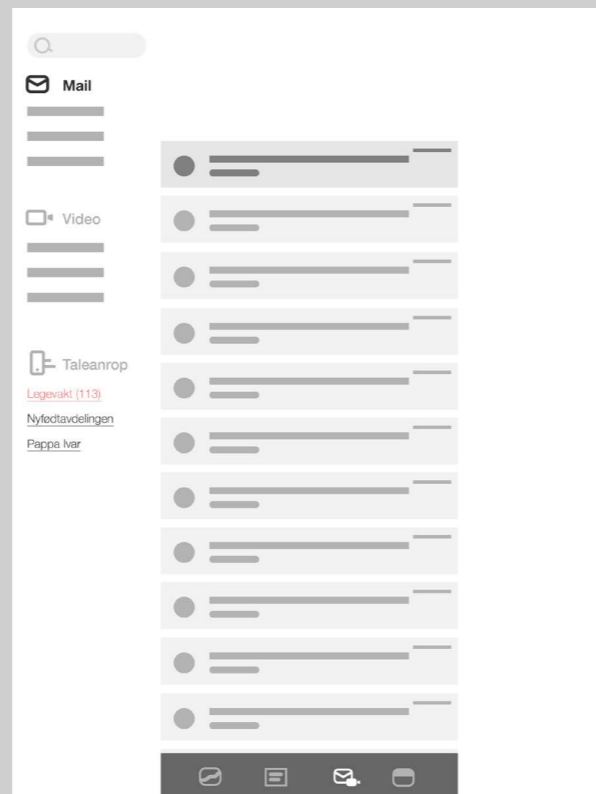 Mail
Video
Taleanrop
Legevakt (113)
Nyfødtavdelingen
Pappa Ivar